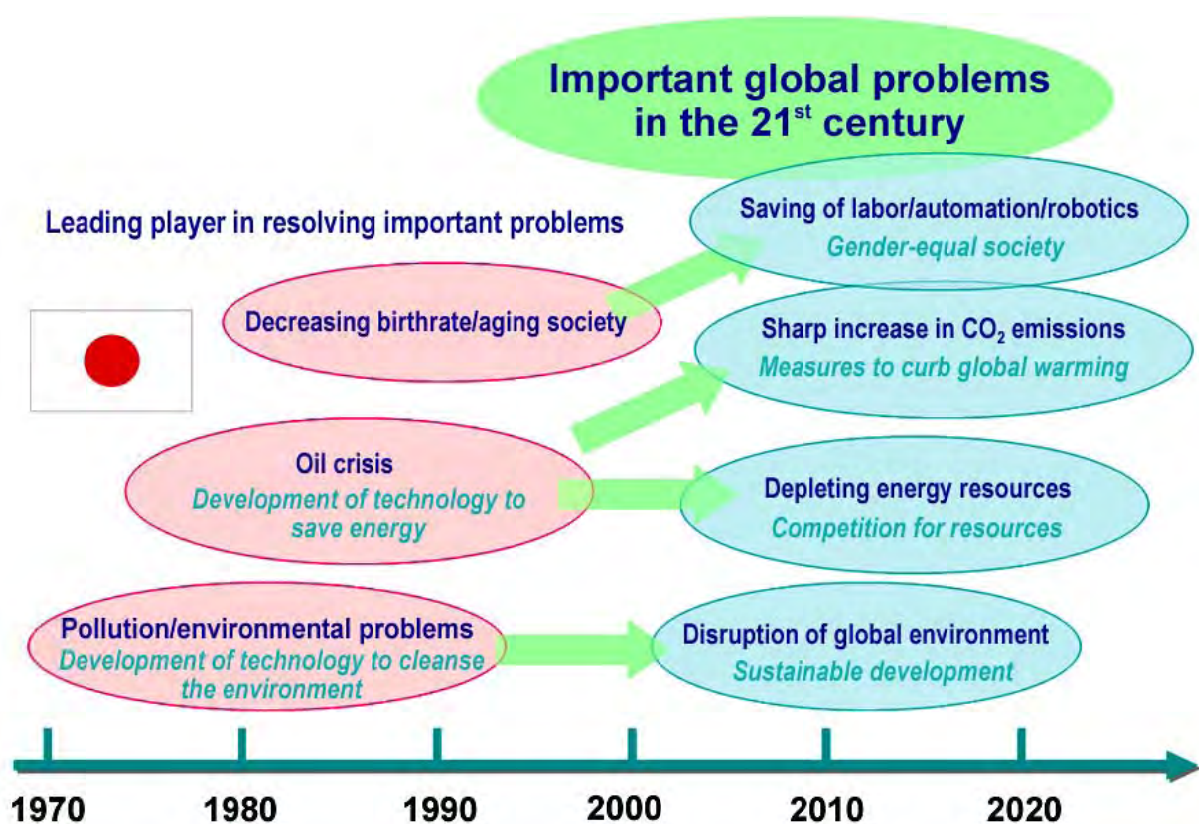 Important global problems
in the 21st century
Leading player in resolving important problems
Saving of labor/automation/robotics
Gender-equal society
Decreasing birthrate/aging society
Sharp increase in CO₂ emissions
Measures to curb global warming
Oil crisis
Development of technology to
save energy
Depleting energy resources
Competition for resources
Pollution/environmental problems
Development of technology to cleanse
the environment
Disruption of global environment
Sustainable development
1970 1980 1990 2000 2010 2020